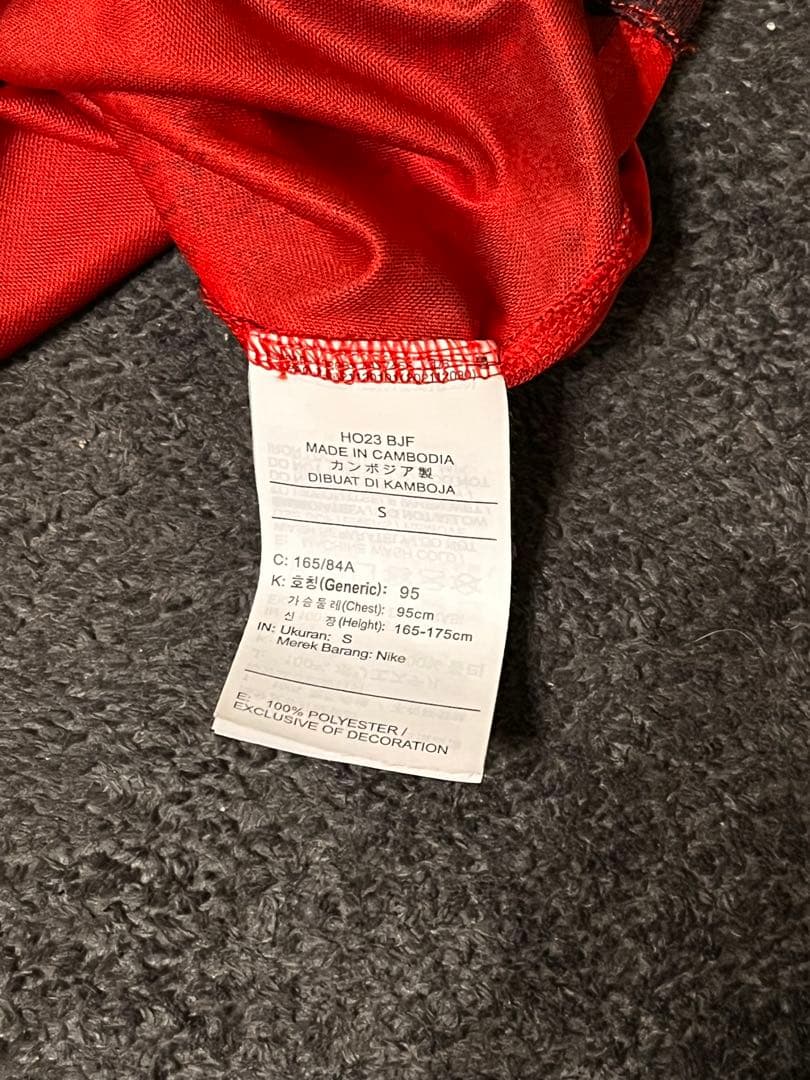 HO23 BJF
MADE IN CAMBODIA
カンボジア製
DIBUAT DI KAMBOJA
S
C: 165/84A
K: 호칭(Generic): 95
가슴둘레(Chest): 95cm
신 장(Height): 165-175cm
IN: Ukuran: S
Merek Barang: Nike
E: 100% POLYESTER /
EXCLUSIVE OF DECORATION